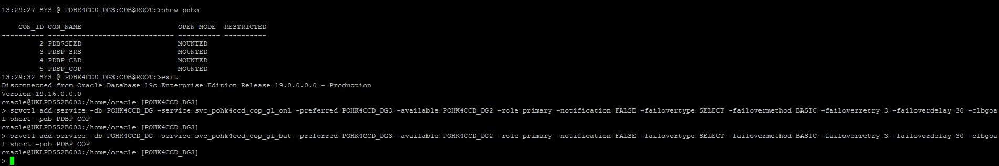 13:29:27 SYS @ POHK4CCD_DG3:CDB$ROOT:>show pdbs
    CON_ID CON_NAME                       OPEN MODE  RESTRICTED
---------- ------------------------------ ---------- ----------
         2 PDB$SEED                       MOUNTED
         3 PDBP_SRS                       MOUNTED
         4 PDBP_CAD                       MOUNTED
         5 PDBP_COP                       MOUNTED
13:29:32 SYS @ POHK4CCD_DG3:CDB$ROOT:>exit
Disconnected from Oracle Database 19c Enterprise Edition Release 19.0.0.0.0 - Production
Version 19.16.0.0.0
oracle@HKLPDSS2B003:/home/oracle [POHK4CCD_DG3]
> srvctl add service -db POHK4CCD_DG -service svc_pohk4ccd_cop_gl_onl -preferred POHK4CCD_DG3 -available POHK4CCD_DG2 -role primary -notification FALSE -failovertype SELECT -failovermethod BASIC -failoverretry 3 -failoverdelay 30 -clbgoa
l short -pdb PDBP_COP
oracle@HKLPDSS2B003:/home/oracle [POHK4CCD_DG3]
> srvctl add service -db POHK4CCD_DG -service svc_pohk4ccd_cop_gl_bat -preferred POHK4CCD_DG3 -available POHK4CCD_DG2 -role primary -notification FALSE -failovertype SELECT -failovermethod BASIC -failoverretry 3 -failoverdelay 30 -clbgoa
l short -pdb PDBP_COP
oracle@HKLPDSS2B003:/home/oracle [POHK4CCD_DG3]
>